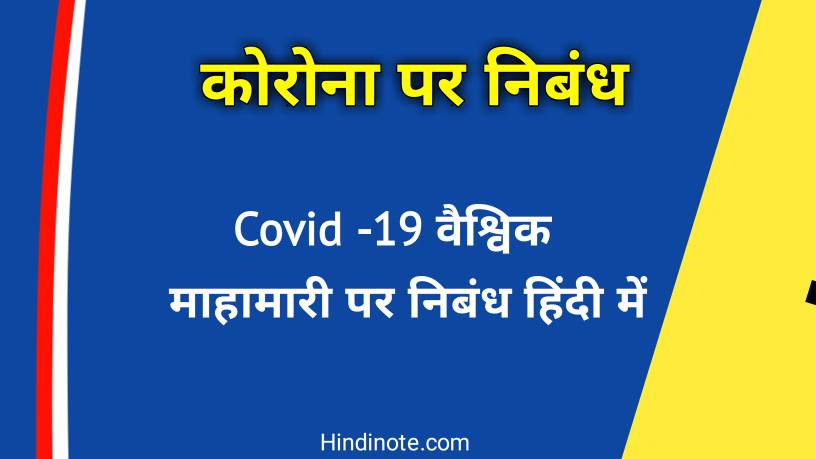 कोरोना पर निबंध
Covid -19 वैश्विक
माहामारी पर निबंध हिंदी में
Hindinote.com